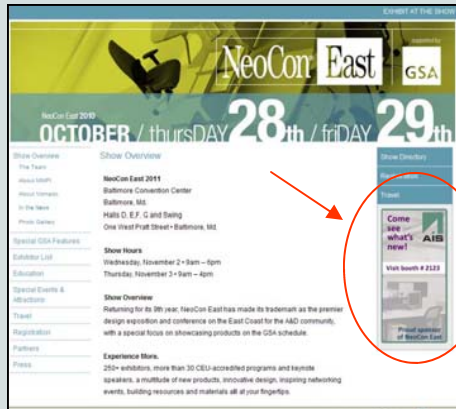 EXHIBIT AT THE SHOW
NeoCon East
supported by
GSA
NeoCon East 2010
OCTOBER / thursDAY 28th / friDAY 29th
Show Overview
The Team
About MMPI
About Tornado
In the News
Photo Gallery
Special GSA Features
Exhibitor List
Education
Special Events &
Attractions
Travel
Registration
Partners
Press
Show Overview
NeoCon East 2011
Baltimore Convention Center
Baltimore, Md.
Halls D, E,F, G and Swing
One West Pratt Street • Baltimore, Md.
Show Hours
Wednesday, November 2 • 9am – 6pm
Thursday, November 3 • 9am – 4pm
Show Overview
Returning for its 9th year, NeoCon East has made its trademark as the premier
design exposition and conference on the East Coast for the A&D community,
with a special focus on showcasing products on the GSA schedule.
Experience More.
250+ exhibitors, more than 30 CEU-accredited programs and keynote
speakers, a multitude of new products, innovative design, inspiring networking
events, building resources and materials all at your fingertips.
Show Directory
Registration
Travel
Come
see
what's
new!
AIS
Visit booth # 2123
Proud sponsor
of NeoCon East